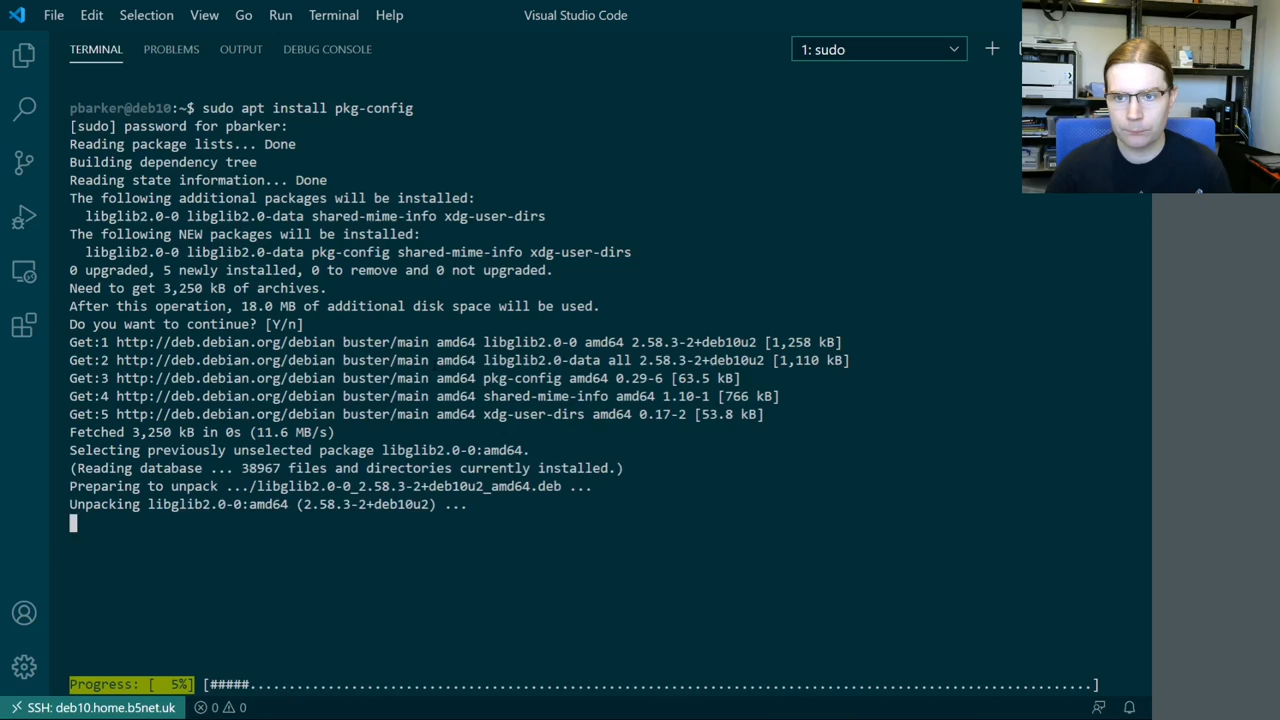 File Edit Selection View Go Run Terminal Help Visual Studio Code
TERMINAL PROBLEMS OUTPUT DEBUG CONSOLE 1: sudo
pbarker@deb10:~$ sudo apt install pkg-config
[sudo] password for pbarker:
Reading package lists... Done
Building dependency tree
Reading state information... Done
The following additional packages will be installed:
libglib2.0-0 libglib2.0-data shared-mime-info xdg-user-dirs
The following NEW packages will be installed:
libglib2.0-0 libglib2.0-data pkg-config shared-mime-info xdg-user-dirs
0 upgraded, 5 newly installed, 0 to remove and 0 not upgraded.
Need to get 3,250 kB of archives.
After this operation, 18.0 MB of additional disk space will be used.
Do you want to continue? [Y/n]
Get:1 http://deb.debian.org/debian buster/main amd64 libglib2.0-0 amd64 2.58.3-2+deb10u2 [1,258 kB]
Get:2 http://deb.debian.org/debian buster/main amd64 libglib2.0-data all 2.58.3-2+deb10u2 [1,110 kB]
Get:3 http://deb.debian.org/debian buster/main amd64 pkg-config amd64 0.29-6 [63.5 kB]
Get:4 http://deb.debian.org/debian buster/main amd64 shared-mime-info amd64 1.10-1 [766 kB]
Get:5 http://deb.debian.org/debian buster/main amd64 xdg-user-dirs amd64 0.17-2 [53.8 kB]
Fetched 3,250 kB in 0s (11.6 MB/s)
Selecting previously unselected package libglib2.0-0:amd64.
(Reading database ... 38967 files and directories currently installed.)
Preparing to unpack .../libglib2.0-0_2.58.3-2+deb10u2_amd64.deb ...
Unpacking libglib2.0-0:amd64 (2.58.3-2+deb10u2) ...
Progress: [  5%] [#####..............................................................................................................]
SSH: deb10.home.b5net.uk 0 0